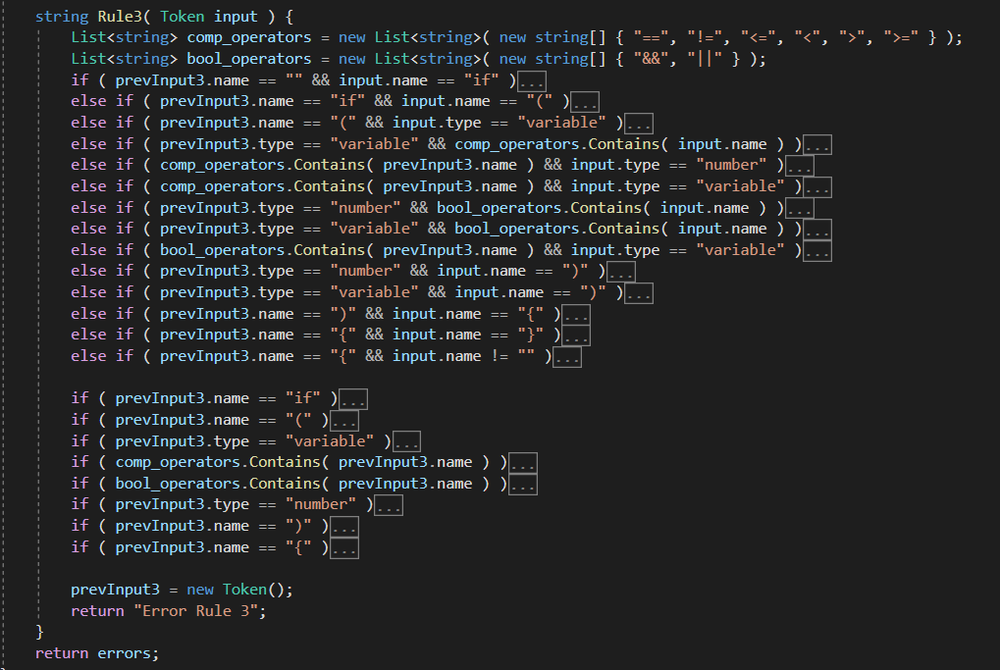 string Rule3( Token input ) {
List<string> comp_operators = new List<string>( new string[] { "==", "!=", "<=", "<", ">", ">=" } );
List<string> bool_operators = new List<string>( new string[] { "&&", "||" } );
if ( prevInput3.name == "" && input.name == "if" )...
else if ( prevInput3.name == "if" && input.name == "(" )...
else if ( prevInput3.name == "(" && input.type == "variable" )...
else if ( prevInput3.type == "variable" && comp_operators.Contains( input.name ) )...
else if ( comp_operators.Contains( prevInput3.name ) && input.type == "number" )...
else if ( comp_operators.Contains( prevInput3.name ) && input.type == "variable" )...
else if ( prevInput3.type == "number" && bool_operators.Contains( input.name ) )...
else if ( prevInput3.type == "variable" && bool_operators.Contains( input.name ) )...
else if ( bool_operators.Contains( prevInput3.name ) && input.type == "variable" )...
else if ( prevInput3.type == "number" && input.name == ")" )...
else if ( prevInput3.type == "variable" && input.name == ")" )...
else if ( prevInput3.name == ")" && input.name == "{" )...
else if ( prevInput3.name == "{" && input.name == "}" )...
else if ( prevInput3.name == "{" && input.name != "" )...
if ( prevInput3.name == "if" )...
if ( prevInput3.name == "(" )...
if ( prevInput3.type == "variable" )...
if ( comp_operators.Contains( prevInput3.name ) )...
if ( bool_operators.Contains( prevInput3.name ) )...
if ( prevInput3.type == "number" )...
if ( prevInput3.name == ")" )...
if ( prevInput3.name == "{" )...
prevInput3 = new Token();
return "Error Rule 3";
}
return errors;